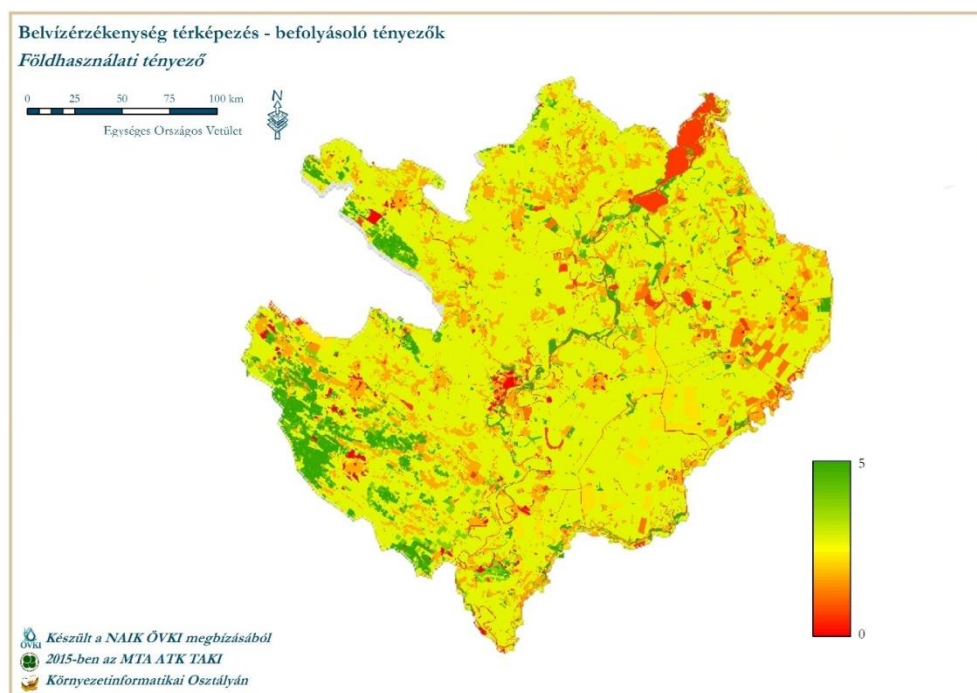 Belvízérzékenység térképezés - befolyásoló tényezők
Földhasználati tényező
0 25 50 75 100 km
Egységes Országos Vetület
N
5
0
ÖVKI
Készült a NAIK ÖVKI megbízásából
2015-ben az MTA ATK TAKI
Környezetinformatikai Osztályán